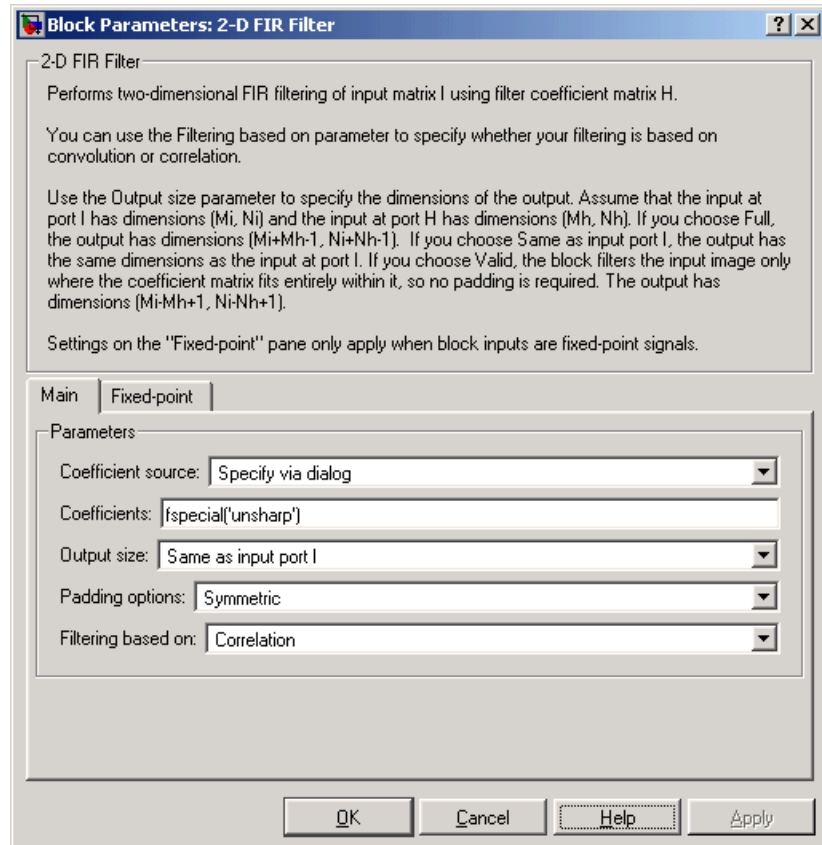 Block Parameters: 2-D FIR Filter
2-D FIR Filter
Performs two-dimensional FIR filtering of input matrix I using filter coefficient matrix H.
You can use the Filtering based on parameter to specify whether your filtering is based on
convolution or correlation.
Use the Output size parameter to specify the dimensions of the output. Assume that the input at
port I has dimensions (Mi, Ni) and the input at port H has dimensions (Mh, Nh). If you choose Full,
the output has dimensions (Mi+Mh-1, Ni+Nh-1).  If you choose Same as input port I, the output has
the same dimensions as the input at port I. If you choose Valid, the block filters the input image only
where the coefficient matrix fits entirely within it, so no padding is required. The output has
dimensions (Mi-Mh+1, Ni-Nh+1).
Settings on the "Fixed-point" pane only apply when block inputs are fixed-point signals.
Main Fixed-point
Parameters
Coefficient source: Specify via dialog
Coefficients: fspecial('unsharp')
Output size: Same as input port I
Padding options: Symmetric
Filtering based on: Correlation
OK Cancel Help Apply